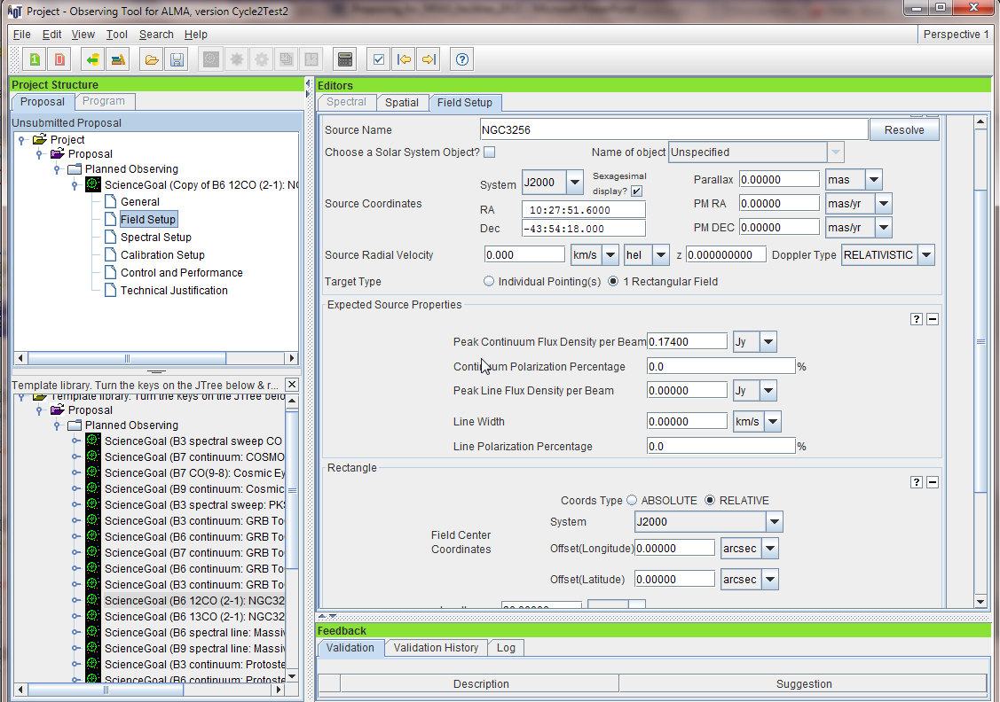 Project - Observing Tool for ALMA, version Cycle2Test2
File Edit View Tool Search Help
Perspective 1
Project Structure
Proposal Program
Unsubmitted Proposal
Project
Proposal
Planned Observing
ScienceGoal (Copy of B6 12CO (2-1): NG
General
Field Setup
Spectral Setup
Calibration Setup
Control and Performance
Technical Justification
Template library. Turn the keys on the JTree below & r...
Template library. Turn the keys on the JTree belo
Proposal
Planned Observing
ScienceGoal (B3 spectral sweep CO
ScienceGoal (B7 continuum: COSMO
ScienceGoal (B7 CO(9-8): Cosmic Ey
ScienceGoal (B9 continuum: Cosmic
ScienceGoal (B3 spectral sweep: PKS
ScienceGoal (B3 continuum: GRB To
ScienceGoal (B6 continuum: GRB To
ScienceGoal (B7 continuum: GRB To
ScienceGoal (B6 continuum: GRB To
ScienceGoal (B3 continuum: GRB To
ScienceGoal (B6 12CO (2-1): NGC32
ScienceGoal (B6 13CO (2-1): NGC32
ScienceGoal (B6 spectral line: Massiv
ScienceGoal (B9 spectral line: Massiv
ScienceGoal (B3 continuum: Protoste
ScienceGoal (B6 continuum: Protoste
Editors
Spectral Spatial Field Setup
Source Name NGC3256 Resolve
Choose a Solar System Object? Name of object Unspecified
Source Coordinates
System J2000 Sexagesimal display?
RA 10:27:51.6000
Dec -43:54:18.000
Parallax 0.00000 mas
PM RA 0.00000 mas/yr
PM DEC 0.00000 mas/yr
Source Radial Velocity 0.000 km/s hel z 0.000000000 Doppler Type RELATIVISTIC
Target Type Individual Pointing(s) 1 Rectangular Field
Expected Source Properties
? 
Peak Continuum Flux Density per Beam 0.17400 Jy
Continuum Polarization Percentage 0.0 %
Peak Line Flux Density per Beam 0.00000 Jy
Line Width 0.00000 km/s
Line Polarization Percentage 0.0 %
Rectangle
?
Coords Type ABSOLUTE RELATIVE
Field Center Coordinates
System J2000
Offset(Longitude) 0.00000 arcsec
Offset(Latitude) 0.00000 arcsec
Feedback
Validation Validation History Log
Description Suggestion